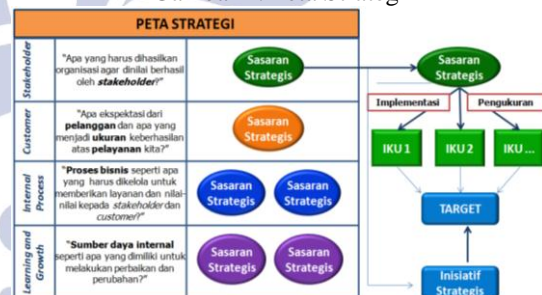 PETA STRATEGI
Stakeholder
"Apa yang harus dihasilkan
organisasi agar dinilai berhasil
oleh stakeholder?"
Sasaran
Strategis
Customer
"Apa ekspektasi dari
pelanggan dan apa yang
menjadi ukuran keberhasilan
atas pelayanan kita?"
Sasaran
Strategis
Internal
Process
"Proses bisnis seperti apa
yang harus dikelola untuk
memberikan layanan dan nilai-
nilai kepada stakeholder dan
customer?"
Sasaran
Strategis
Sasaran
Strategis
Learning and
Growth
"Sumber daya internal
seperti apa yang dimiliki untuk
melakukan perbaikan dan
perubahan?"
Sasaran
Strategis
Sasaran
Strategis
Sasaran
Strategis
Implementasi
Pengukuran
IKU 1
IKU 2
IKU ...
TARGET
Inisiatif
Strategis